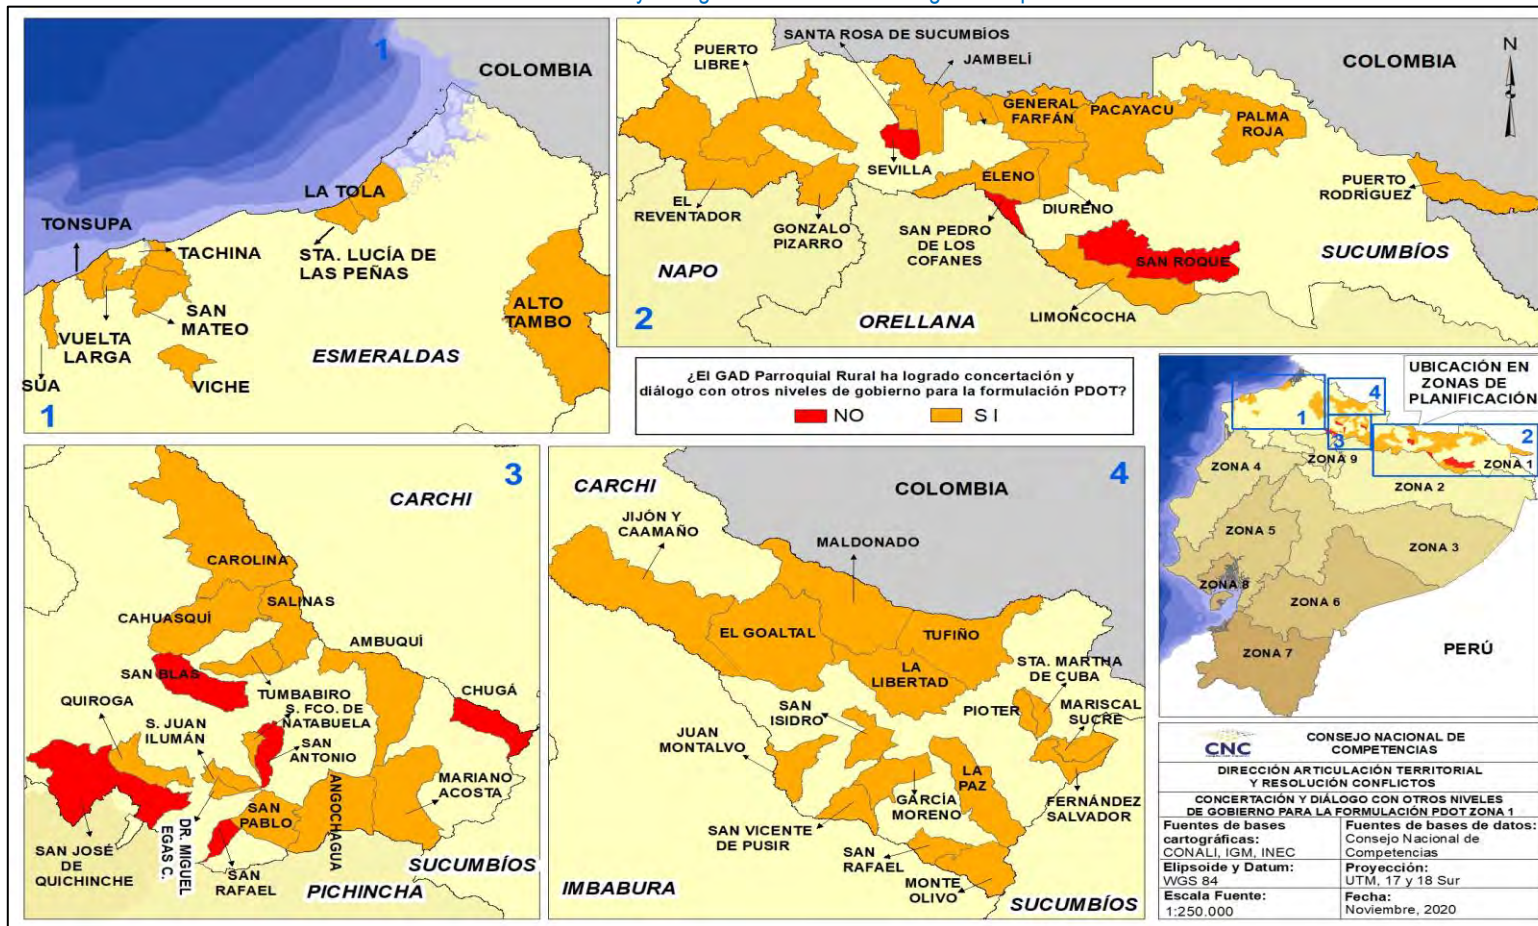 1
COLOMBIA
LA TOLA
TONSUPA
TACHINA
STA. LUCÍA DE
LAS PEÑAS
SAN
MATEO
VUELTA
LARGA
ALTO
TAMBO
ESMERALDAS
SÚA
VICHE
1
SANTA ROSA DE SUCUMBÍOS
PUERTO
LIBRE
JAMBELÍ
COLOMBIA
N
GENERAL
FARFÁN
PACAYACU
PALMA
ROJA
SEVILLA
ELENO
PUERTO
RODRÍGUEZ
EL
REVENTADOR
GONZALO
PIZARRO
DIURENO
SAN PEDRO
DE LOS
COFANES
SUCUMBÍOS
NAPO
SAN ROQUE
2
ORELLANA
LIMONCOCHA
¿El GAD Parroquial Rural ha logrado concertación y
diálogo con otros niveles de gobierno para la formulación PDOT?
NO SI
UBICACIÓN EN
ZONAS DE
PLANIFICACIÓN
4
1
2
3
ZONA 9
ZONA 4
ZONA 1
ZONA 2
ZONA 5
ZONA 3
ZONA 8
ZONA 6
PERÚ
ZONA 7
3
CARCHI
CAROLINA
SALINAS
CAHUASQUÍ
AMBUQUÍ
SAN BLAS
TUMBABIRO
CHUGÁ
QUIROGA
S. FCO. DE
NATABUELA
S. JUAN
ILUMÁN
SAN
ANTONIO
MARIANO
ACOSTA
ANGOCHAGUA
SAN
PABLO
DR. MIGUEL
EGAS C.
SAN JOSÉ
DE
QUICHINCHE
SAN
RAFAEL
SUCUMBÍOS
PICHINCHA
4
CARCHI
COLOMBIA
JIJÓN Y
CAAMAÑO
MALDONADO
EL GOALTAL
TUFIÑO
LA
LIBERTAD
STA. MARTHA
DE CUBA
SAN
ISIDRO
PIOTER
MARISCAL
SUCRE
JUAN
MONTALVO
LA
PAZ
GARCÍA
MORENO
FERNÁNDEZ
SALVADOR
SAN VICENTE
DE PUSIR
SAN
RAFAEL
MONTE
OLIVO
IMBABURA
SUCUMBÍOS
CNC
CONSEJO NACIONAL DE
COMPETENCIAS
DIRECCIÓN ARTICULACIÓN TERRITORIAL
Y RESOLUCIÓN CONFLICTOS
CONCERTACIÓN Y DIÁLOGO CON OTROS NIVELES
DE GOBIERNO PARA LA FORMULACIÓN PDOT ZONA 1
Fuentes de bases
cartográficas:
CONALI, IGM, INEC
Fuentes de bases de datos:
Consejo Nacional de
Competencias
Elipsoide y Datum:
WGS 84
Proyección:
UTM, 17 y 18 Sur
Escala Fuente:
1:250.000
Fecha:
Noviembre, 2020